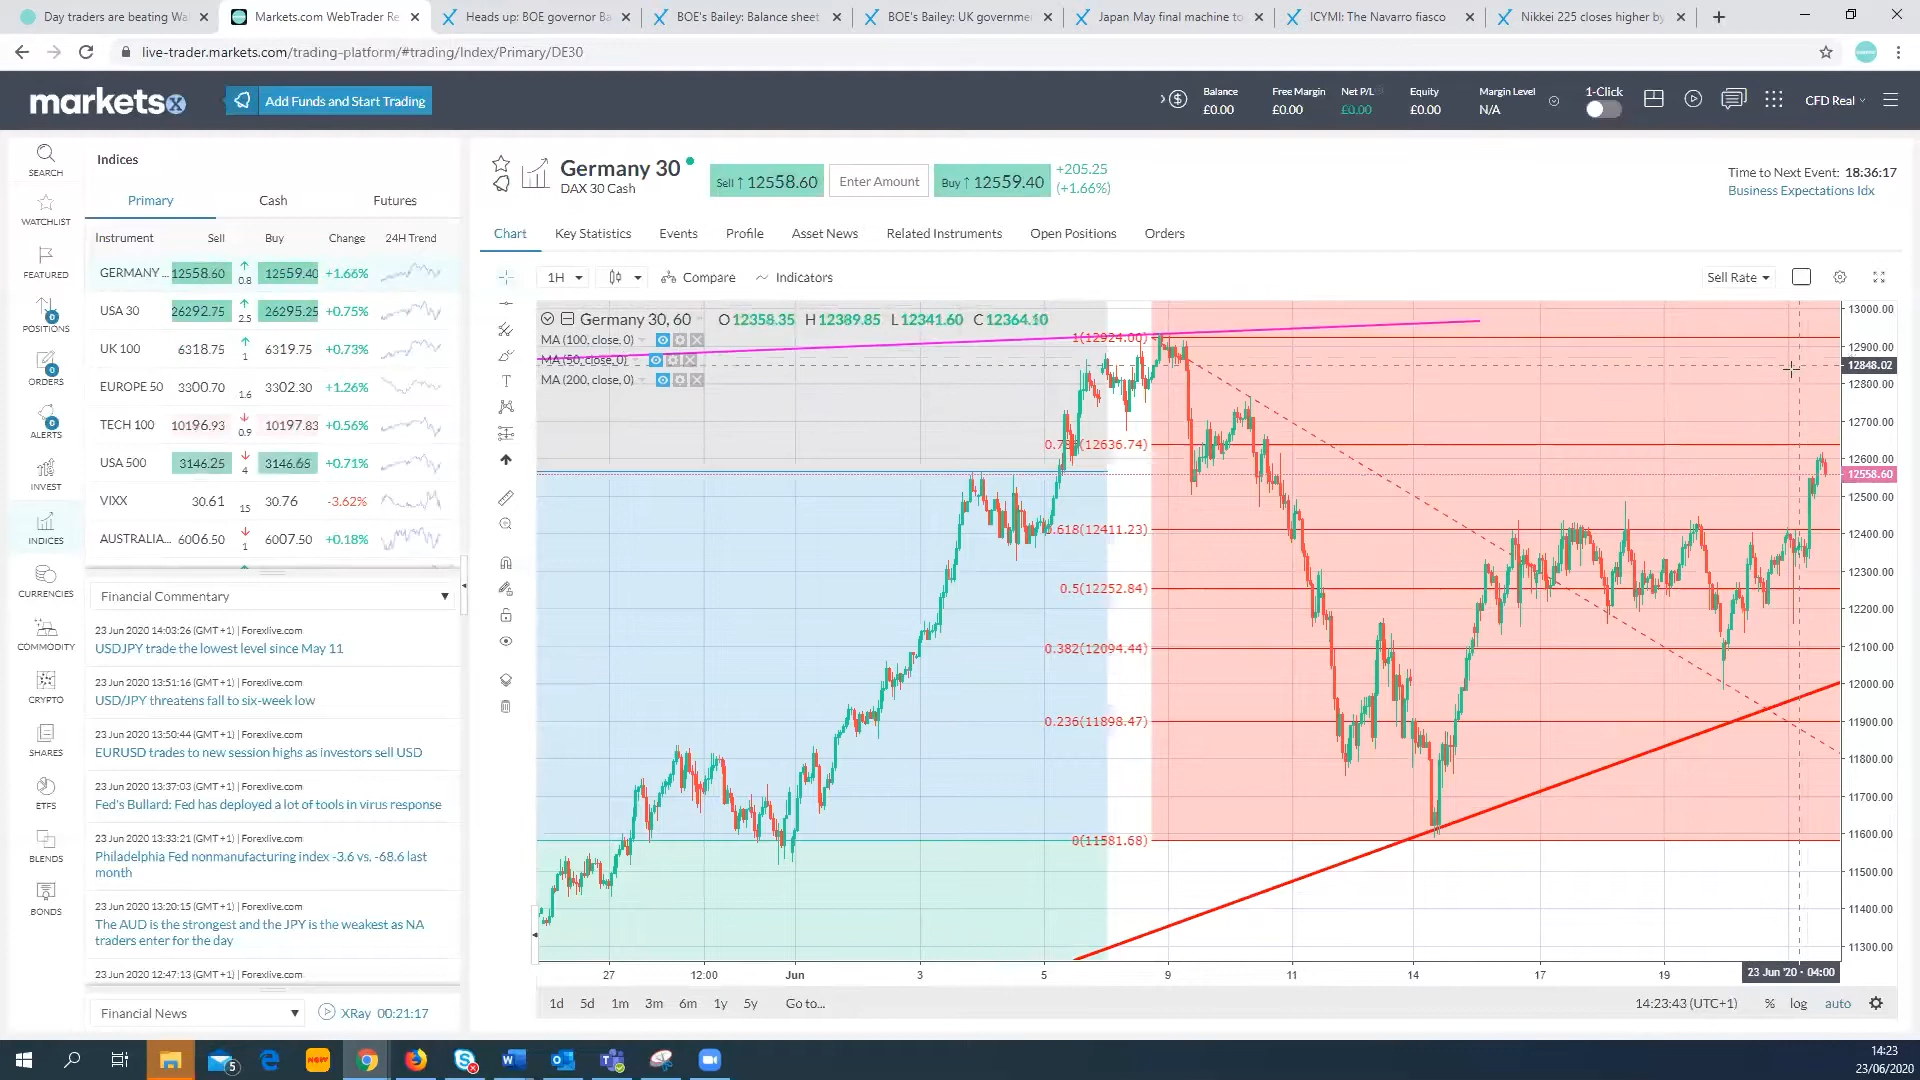 Day traders are beating Wa
Markets.com WebTrader Re
Heads up: BOE governor Ba
BOE's Bailey: Balance sheet
BOE's Bailey: UK governme
Japan May final machine to
ICYMI: The Navarro fiasco
Nikkei 225 closes higher by
live-trader.markets.com/trading-platform/#trading/Index/Primary/DE30
marketsx
Add Funds and Start Trading
Balance Free Margin Net P/L Equity Margin Level 1-Click
£0.00 £0.00 £0.00 £0.00 N/A
CFD Real
SEARCH
WATCHLIST
FEATURED
0
POSITIONS
0
ORDERS
0
ALERTS
INVEST
INDICES
CURRENCIES
COMMODITY
CRYPTO
SHARES
ETFS
BLENDS
BONDS
Indices
Primary Cash Futures
Instrument Sell Buy Change 24H Trend
GERMANY ... 12558.60 0.8 12559.40 +1.66%
USA 30 26292.75 2.5 26295.25 +0.75%
UK 100 6318.75 1 6319.75 +0.73%
EUROPE 50 3300.70 1.6 3302.30 +1.26%
TECH 100 10196.93 0.9 10197.83 +0.56%
USA 500 3146.25 4 3146.65 +0.71%
VIXX 30.61 15 30.76 -3.62%
AUSTRALIA... 6006.50 1 6007.50 +0.18%
Financial Commentary
23 Jun 2020 14:03:26 (GMT+1) | Forexlive.com
USDJPY trade the lowest level since May 11
23 Jun 2020 13:51:16 (GMT+1) | Forexlive.com
USD/JPY threatens fall to six-week low
23 Jun 2020 13:50:44 (GMT+1) | Forexlive.com
EURUSD trades to new session highs as investors sell USD
23 Jun 2020 13:37:03 (GMT+1) | Forexlive.com
Fed's Bullard: Fed has deployed a lot of tools in virus response
23 Jun 2020 13:33:21 (GMT+1) | Forexlive.com
Philadelphia Fed nonmanufacturing index -3.6 vs. -68.6 last
month
23 Jun 2020 13:20:15 (GMT+1) | Forexlive.com
The AUD is the strongest and the JPY is the weakest as NA
traders enter for the day
23 Jun 2020 12:47:13 (GMT+1) | Forexlive.com
Financial News
XRay 00:21:17
Germany 30
DAX 30 Cash
Sell 12558.60
Enter Amount
Buy 12559.40
+205.25
(+1.66%)
Time to Next Event: 18:36:17
Business Expectations Idx
Chart Key Statistics Events Profile Asset News Related Instruments Open Positions Orders
1H Compare Indicators Sell Rate
Germany 30, 60 O 12358.35 H 12389.85 L 12341.60 C 12364.10
MA (100, close, 0)
MA (50, close, 0)
MA (200, close, 0)
1(12924.00)
0.618(12411.23)
0.5(12252.84)
0.382(12094.44)
0.236(11898.47)
0(11581.68)
13000.00
12900.00
12848.02
12800.00
12700.00
12600.00
12558.60
12500.00
12400.00
12300.00
12200.00
12100.00
12000.00
11900.00
11800.00
11700.00
11600.00
11500.00
11400.00
11300.00
27 12:00 Jun 3 5 9 11 14 17 19
23 Jun '20 - 04:00
1d 5d 1m 3m 6m 1y 5y Go to...
14:23:43 (UTC+1) % log auto
5
NOW
14:23
23/06/2020